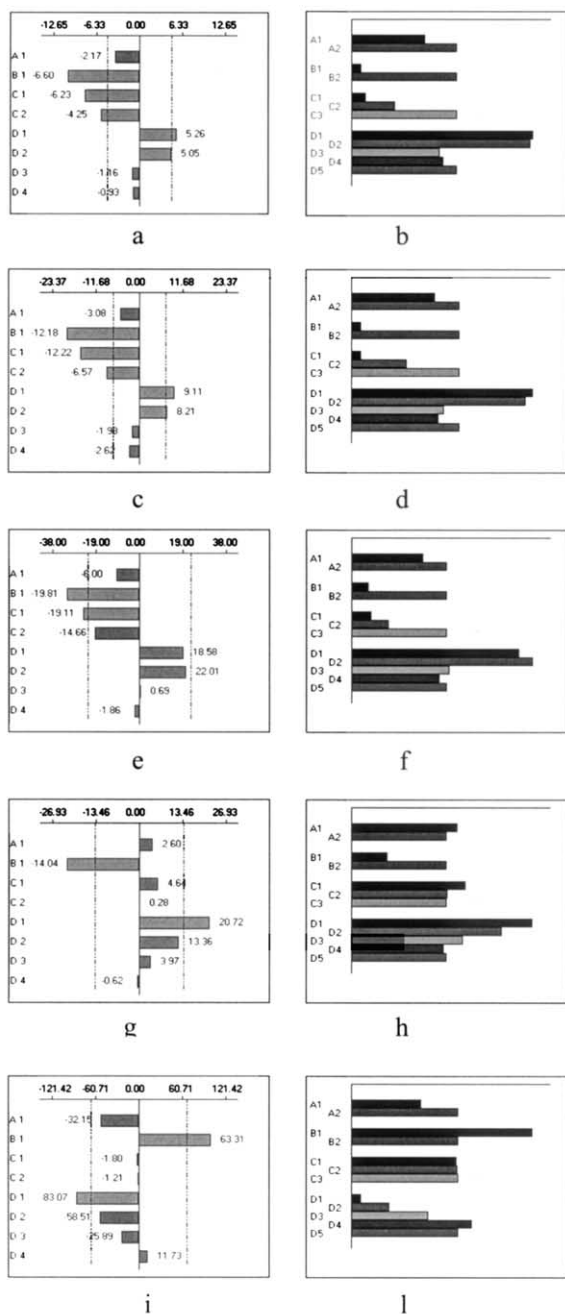 -12.65 -6.33 0.00 6.33 12.65
A 1 -2.17
B 1 -6.60
C 1 -6.23
C 2 -4.25
D 1 5.26
D 2 5.05
D 3 -1.16
D 4 -0.93
a
A1
A2
B1
B2
C1
C2
C3
D1
D2
D3
D4
D5
b
-23.37 -11.68 0.00 11.68 23.37
A 1 -3.08
B 1 -12.18
C 1 -12.22
C 2 -6.57
D 1 9.11
D 2 8.21
D 3 -1.98
D 4 -2.62
c
A1
A2
B1
B2
C1
C2
C3
D1
D2
D3
D4
D5
d
-38.00 -19.00 0.00 19.00 38.00
A 1 -6.00
B 1 -19.81
C 1 -19.11
C 2 -14.66
D 1 18.58
D 2 22.01
D 3 0.69
D 4 -1.86
e
A1
A2
B1
B2
C1
C2
C3
D1
D2
D3
D4
D5
f
-26.93 -13.46 0.00 13.46 26.93
A 1 2.60
B 1 -14.04
C 1 4.64
C 2 0.28
D 1 20.72
D 2 13.36
D 3 3.97
D 4 -0.62
g
A1
A2
B1
B2
C1
C2
C3
D1
D2
D3
D4
D5
h
-121.42 -60.71 0.00 60.71 121.42
A 1 -32.15
B 1 63.31
C 1 -1.80
C 2 -1.21
D 1 83.07
D 2 58.51
D 3 -25.89
D 4 11.73
i
A1
A2
B1
B2
C1
C2
C3
D1
D2
D3
D4
D5
l